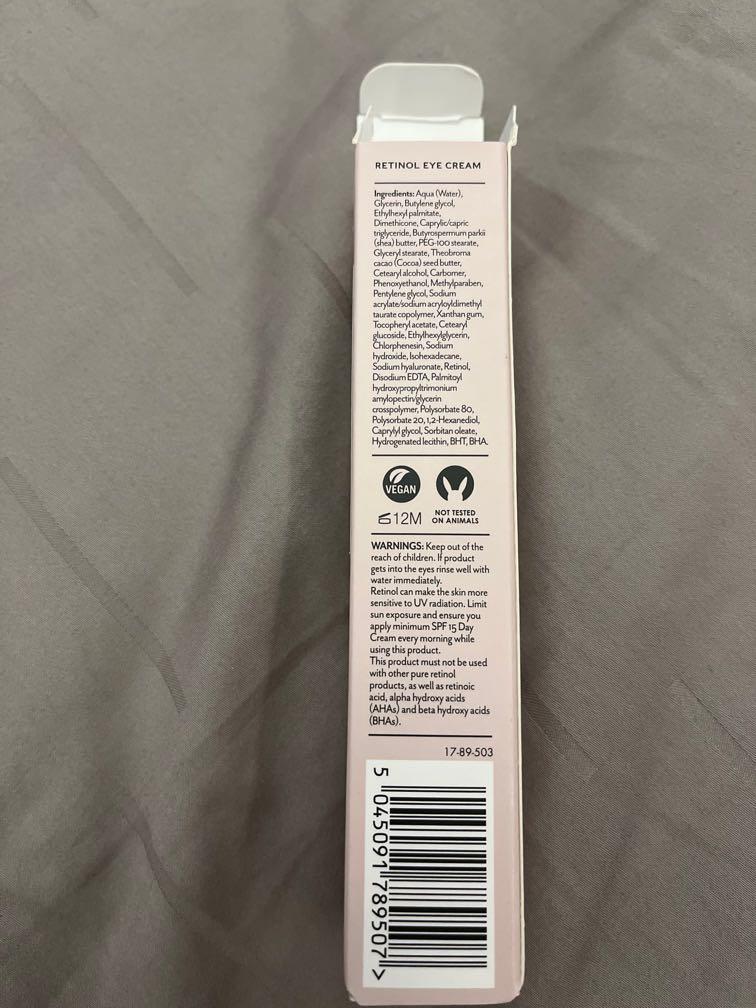 RETINOL EYE CREAM
Ingredients: Aqua (Water),
Glycerin, Butylene glycol,
Ethylhexyl palmitate,
Dimethicone, Caprylic/capric
triglyceride, Butyrospermum parkii
(shea) butter, PEG-100 stearate,
Glyceryl stearate, Theobroma
cacao (Cocoa) seed butter,
Cetearyl alcohol, Carbomer,
Phenoxyethanol, Methylparaben,
Pentylene glycol, Sodium
acrylate/sodium acryloyldimethyl
taurate copolymer, Xanthan gum,
Tocopheryl acetate, Cetearyl
glucoside, Ethylhexylglycerin,
Chlorphenesin, Sodium
hydroxide, Isohexadecane,
Sodium hyaluronate, Retinol,
Disodium EDTA, Palmitoyl
hydroxypropyltrimonium
amylopectin/glycerin
crosspolymer, Polysorbate 80,
Polysorbate 20, 1,2-Hexanediol,
Caprylyl glycol, Sorbitan oleate,
Hydrogenated lecithin, BHT, BHA.
VEGAN
12M
NOT TESTED
ON ANIMALS
WARNINGS: Keep out of the
reach of children. If product
gets into the eyes rinse well with
water immediately.
Retinol can make the skin more
sensitive to UV radiation. Limit
sun exposure and ensure you
apply minimum SPF 15 Day
Cream every morning while
using this product.
This product must not be used
with other pure retinol
products, as well as retinoic
acid, alpha hydroxy acids
(AHAs) and beta hydroxy acids
(BHAs).
17-89-503
5 045091 789507 >